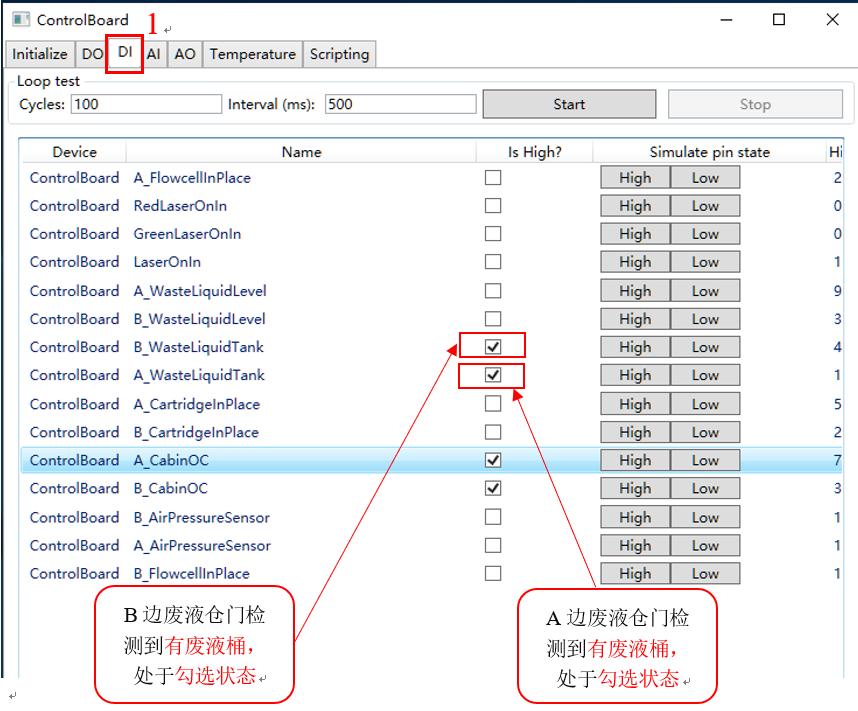 ControlBoard
1
Initialize DO DI AI AO Temperature Scripting
Loop test
Cycles: 100 Interval (ms): 500 Start Stop
Device Name Is High? Simulate pin state Hi
ControlBoard A_FlowcellInPlace High Low 2
ControlBoard RedLaserOnIn High Low 0
ControlBoard GreenLaserOnIn High Low 0
ControlBoard LaserOnIn High Low 1
ControlBoard A_WasteLiquidLevel High Low 9
ControlBoard B_WasteLiquidLevel High Low 3
ControlBoard B_WasteLiquidTank High Low 4
ControlBoard A_WasteLiquidTank High Low 1
ControlBoard A_CartridgeInPlace High Low 5
ControlBoard B_CartridgeInPlace High Low 2
ControlBoard A_CabinOC High Low 7
ControlBoard B_CabinOC High Low 3
ControlBoard B_AirPressureSensor High Low 1
ControlBoard A_AirPressureSensor High Low 1
ControlBoard B_FlowcellInPlace High Low 1
B 边废液仓门检
测到有废液桶，
处于勾选状态
A 边废液仓门检
测到有废液桶，
处于勾选状态